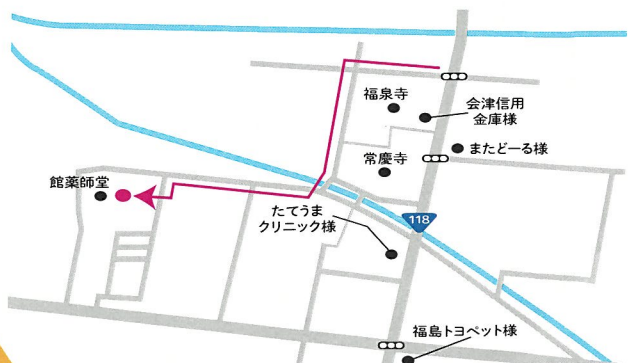 福泉寺
会津信用
金庫様
またどーる様
常慶寺
館薬師堂
たてうま
クリニック様
118
福島トヨペット様